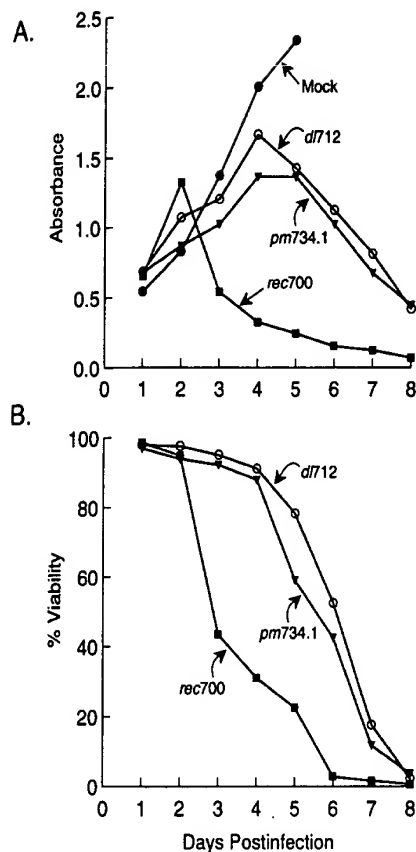 A.
2.5
2.0
1.5
1.0
0.5
0.0
Absorbance
Mock
dl712
pm734.1
rec700
0 1 2 3 4 5 6 7 8
B.
100
80
60
40
20
0
% Viability
dl712
pm734.1
rec700
0 1 2 3 4 5 6 7 8
Days Postinfection